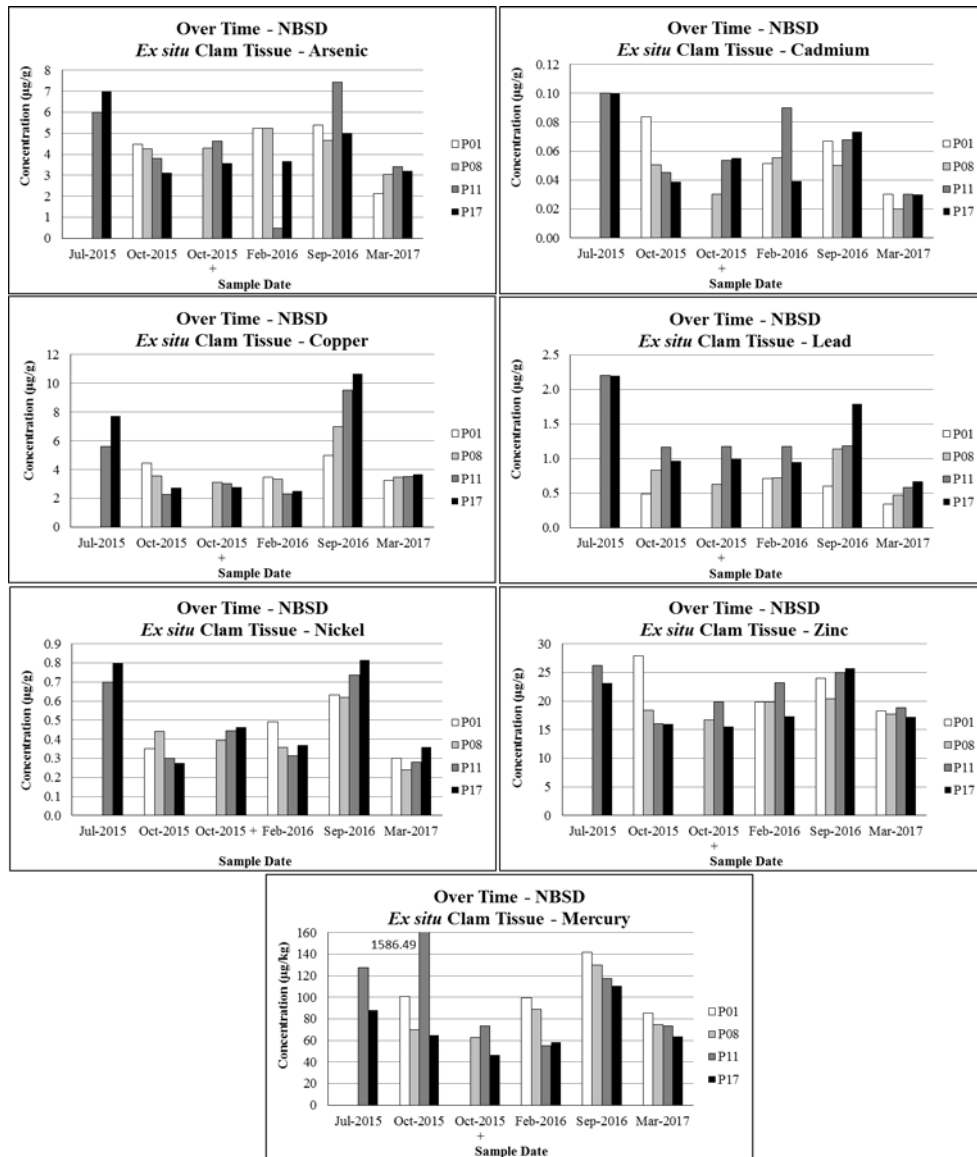 Over Time - NBSD
Ex situ Clam Tissue - Arsenic
Concentration (µg/g)
8
7
6
5
4
3
2
1
0
Jul-2015 Oct-2015 Oct-2015 Feb-2016 Sep-2016 Mar-2017
+
Sample Date
P01
P08
P11
P17
Over Time - NBSD
Ex situ Clam Tissue - Cadmium
Concentration (µg/g)
0.12
0.10
0.08
0.06
0.04
0.02
0.00
Jul-2015 Oct-2015 Oct-2015 Feb-2016 Sep-2016 Mar-2017
+
Sample Date
P01
P08
P11
P17
Over Time - NBSD
Ex situ Clam Tissue - Copper
Concentration (µg/g)
12
10
8
6
4
2
0
Jul-2015 Oct-2015 Oct-2015 Feb-2016 Sep-2016 Mar-2017
+
Sample Date
P01
P08
P11
P17
Over Time - NBSD
Ex situ Clam Tissue - Lead
Concentration (µg/g)
2.5
2.0
1.5
1.0
0.5
0.0
Jul-2015 Oct-2015 Oct-2015 Feb-2016 Sep-2016 Mar-2017
+
Sample Date
P01
P08
P11
P17
Over Time - NBSD
Ex situ Clam Tissue - Nickel
Concentration (µg/g)
0.9
0.8
0.7
0.6
0.5
0.4
0.3
0.2
0.1
0.0
Jul-2015 Oct-2015 Oct-2015 + Feb-2016 Sep-2016 Mar-2017
Sample Date
P01
P08
P11
P17
Over Time - NBSD
Ex situ Clam Tissue - Zinc
Concentration (µg/g)
30
25
20
15
10
5
0
Jul-2015 Oct-2015 Oct-2015 Feb-2016 Sep-2016 Mar-2017
+
Sample Date
P01
P08
P11
P17
Over Time - NBSD
Ex situ Clam Tissue - Mercury
Concentration (µg/kg)
160
140
120
100
80
60
40
20
0
1586.49
Jul-2015 Oct-2015 Oct-2015 Feb-2016 Sep-2016 Mar-2017
+
Sample Date
P01
P08
P11
P17